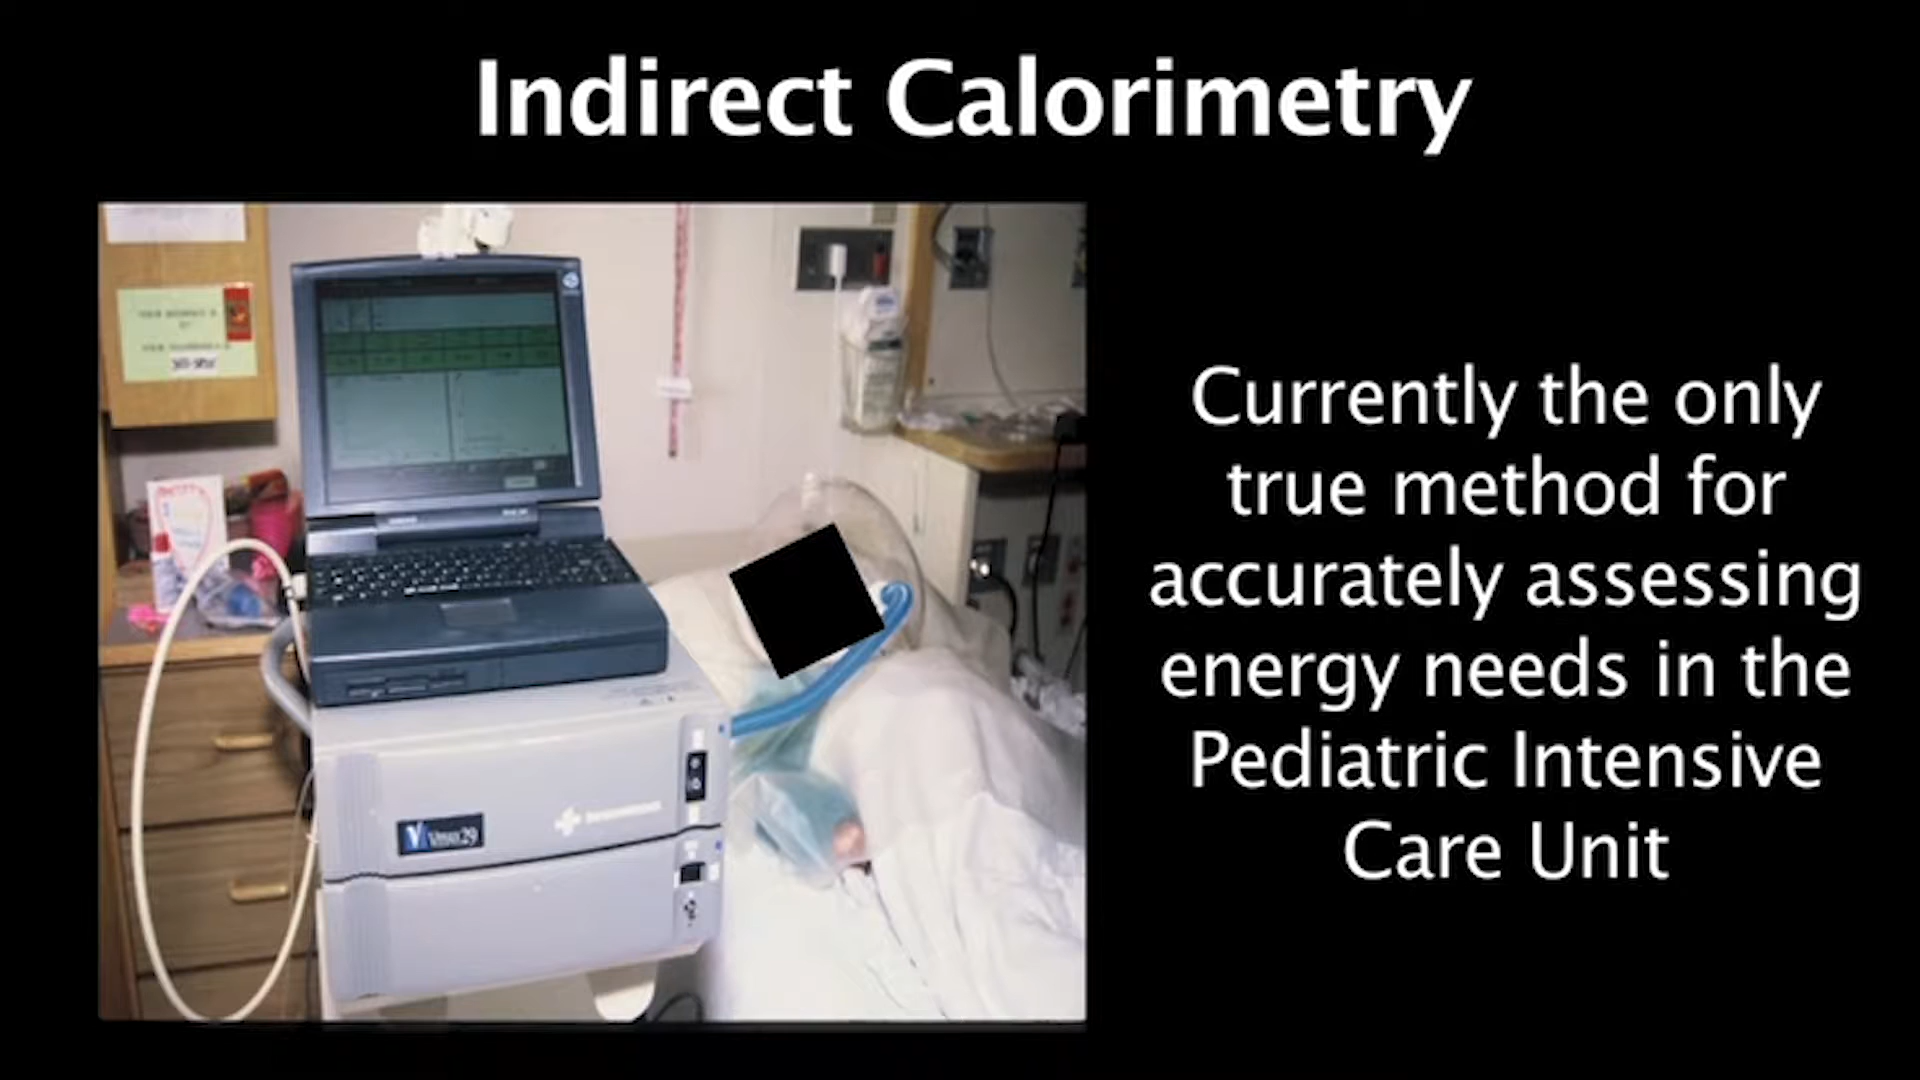 Indirect Calorimetry
Currently the only
true method for
accurately assessing
energy needs in the
Pediatric Intensive
Care Unit
Vmax29